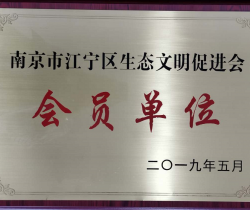 南京市江宁区生态文明促进会
会员单位
二〇一九年五月